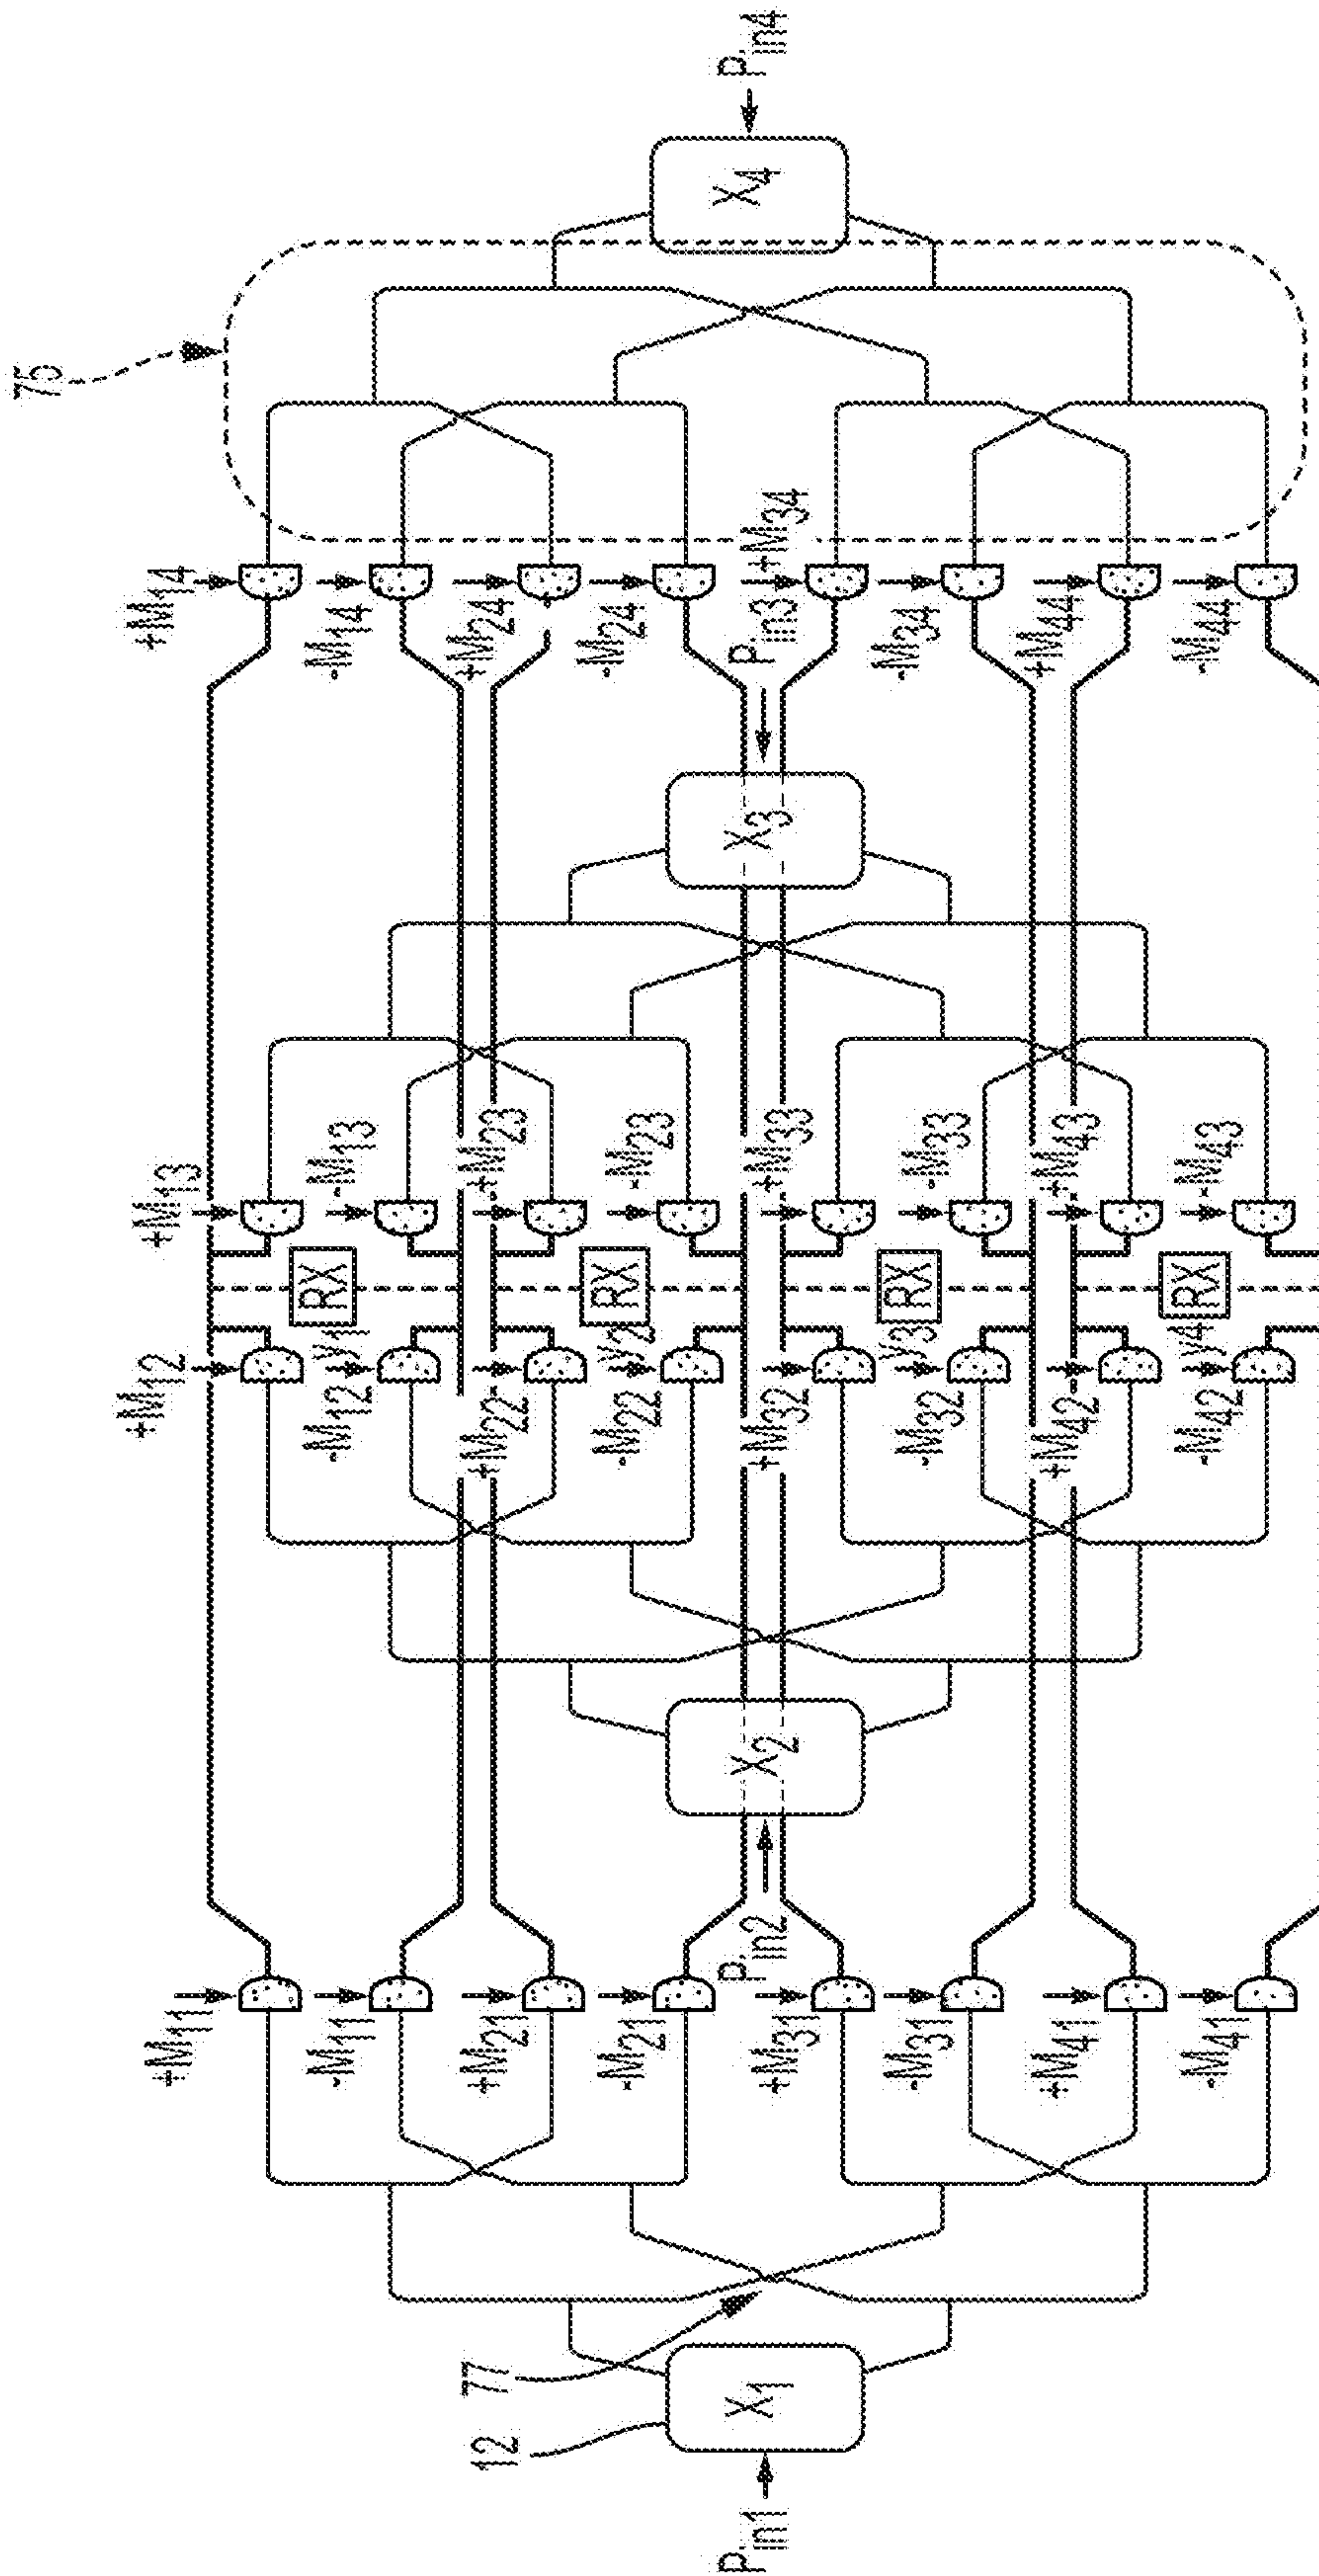 75
+M11
+M12
+M13
+M14
-M11
-M12
y1
RX
-M13
-M14
12
77
+M21
+M22
+M23
+M24
-M21
-M22
y2
RX
-M23
-M24
Pin1
X1
Pin2
X2
X3
Pin3
X4
Pin4
+M31
+M32
+M33
+M34
-M31
-M32
y3
RX
-M33
-M34
+M41
+M42
+M43
+M44
-M41
-M42
y4
RX
-M43
-M44